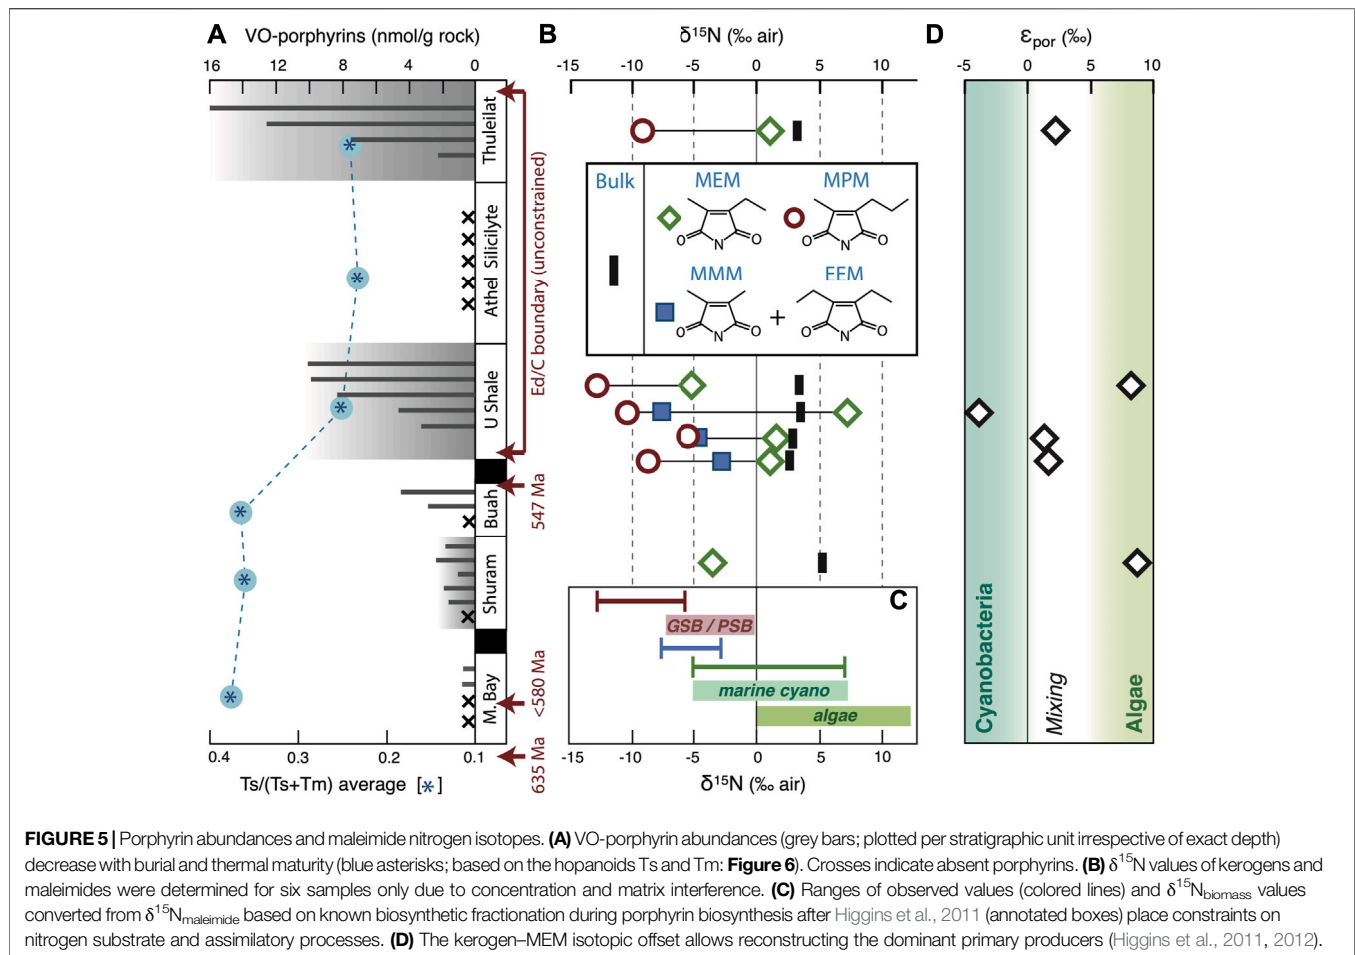 A
VO-porphyrins (nmol/g rock)
16 12 8 4 0
Thuleilat
Athel Silicilyte
U Shale
Buah
Shuram
M. Bay
Ed/C boundary (unconstrained)
547 Ma
<580 Ma
635 Ma
0.4 0.3 0.2 0.1
Ts/(Ts+Tm) average [*]
B
δ15N (‰ air)
-15 -10 -5 0 5 10
Bulk
MEM
MPM
O N O
O N O
MMM
EEM
O N O
+
O N O
C
GSB / PSB
marine cyano
algae
-15 -10 -5 0 5 10
δ15N (‰ air)
D
εpor (‰)
-5 0 5 10
Cyanobacteria
Mixing
Algae
FIGURE 5 | Porphyrin abundances and maleimide nitrogen isotopes. (A) VO-porphyrin abundances (grey bars; plotted per stratigraphic unit irrespective of exact depth)
decrease with burial and thermal maturity (blue asterisks; based on the hopanoids Ts and Tm: Figure 6). Crosses indicate absent porphyrins. (B) δ15N values of kerogens and
maleimides were determined for six samples only due to concentration and matrix interference. (C) Ranges of observed values (colored lines) and δ15Nbiomass values
converted from δ15Nmaleimide based on known biosynthetic fractionation during porphyrin biosynthesis after Higgins et al., 2011 (annotated boxes) place constraints on
nitrogen substrate and assimilatory processes. (D) The kerogen–MEM isotopic offset allows reconstructing the dominant primary producers (Higgins et al., 2011, 2012).